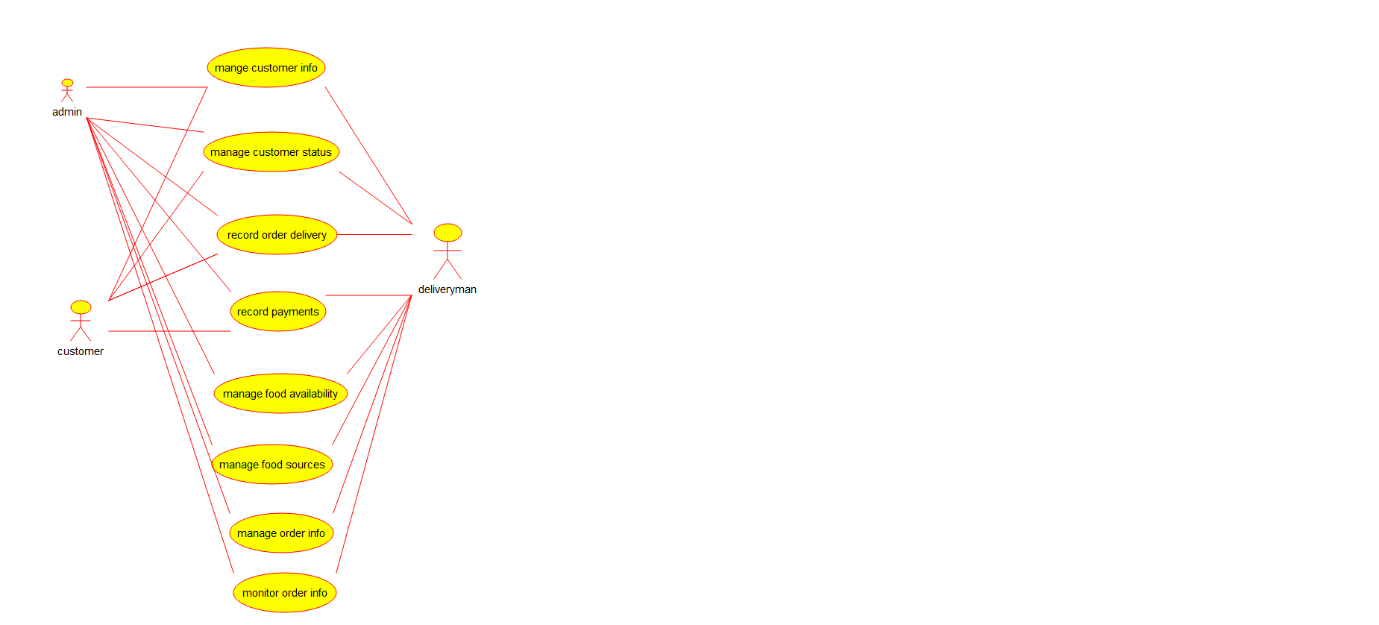 mange customer info
admin
manage customer status
record order delivery
deliveryman
record payments
customer
manage food availability
manage food sources
manage order info
monitor order info